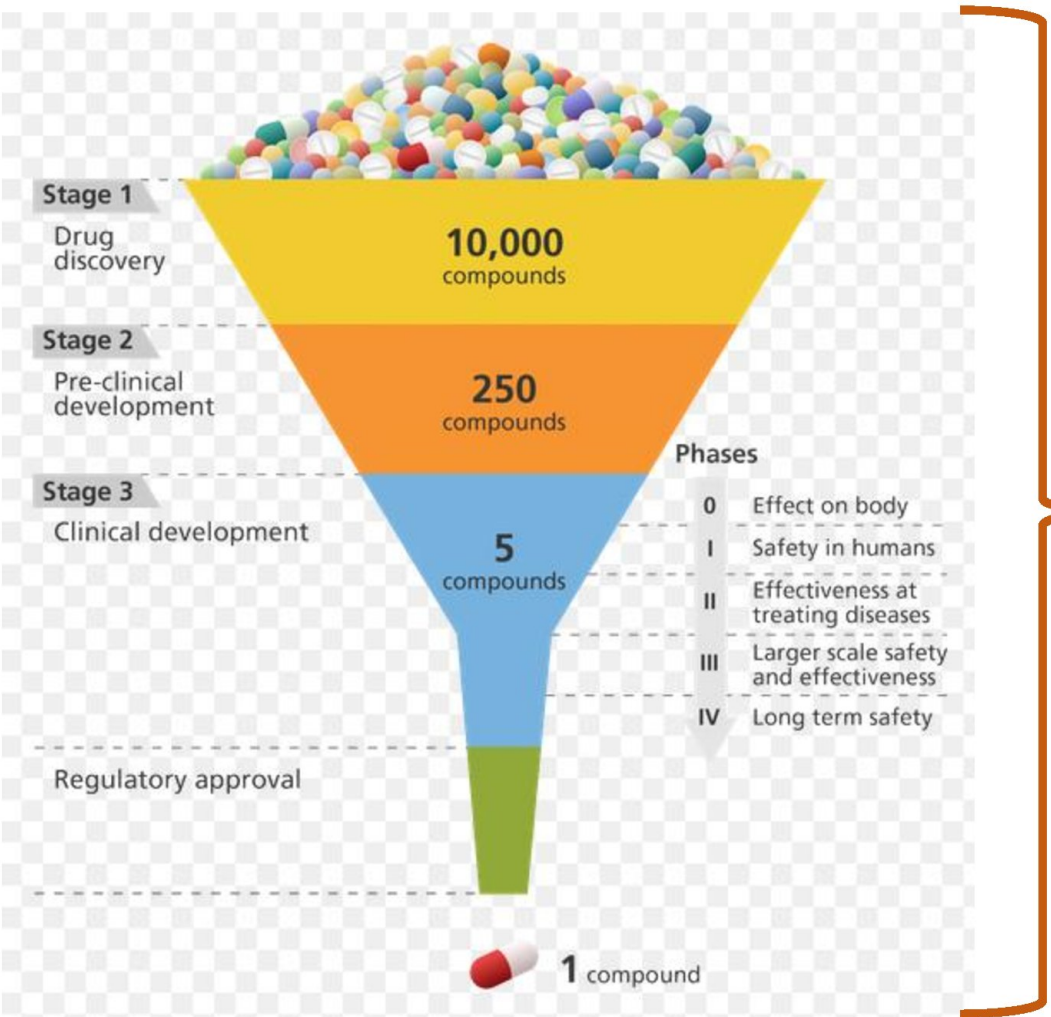 Stage 1
Drug
discovery
10,000
compounds
Stage 2
Pre-clinical
development
250
compounds
Stage 3
Clinical development
5
compounds
Phases
0 Effect on body
I Safety in humans
II Effectiveness at
treating diseases
III Larger scale safety
and effectiveness
IV Long term safety
Regulatory approval
1 compound